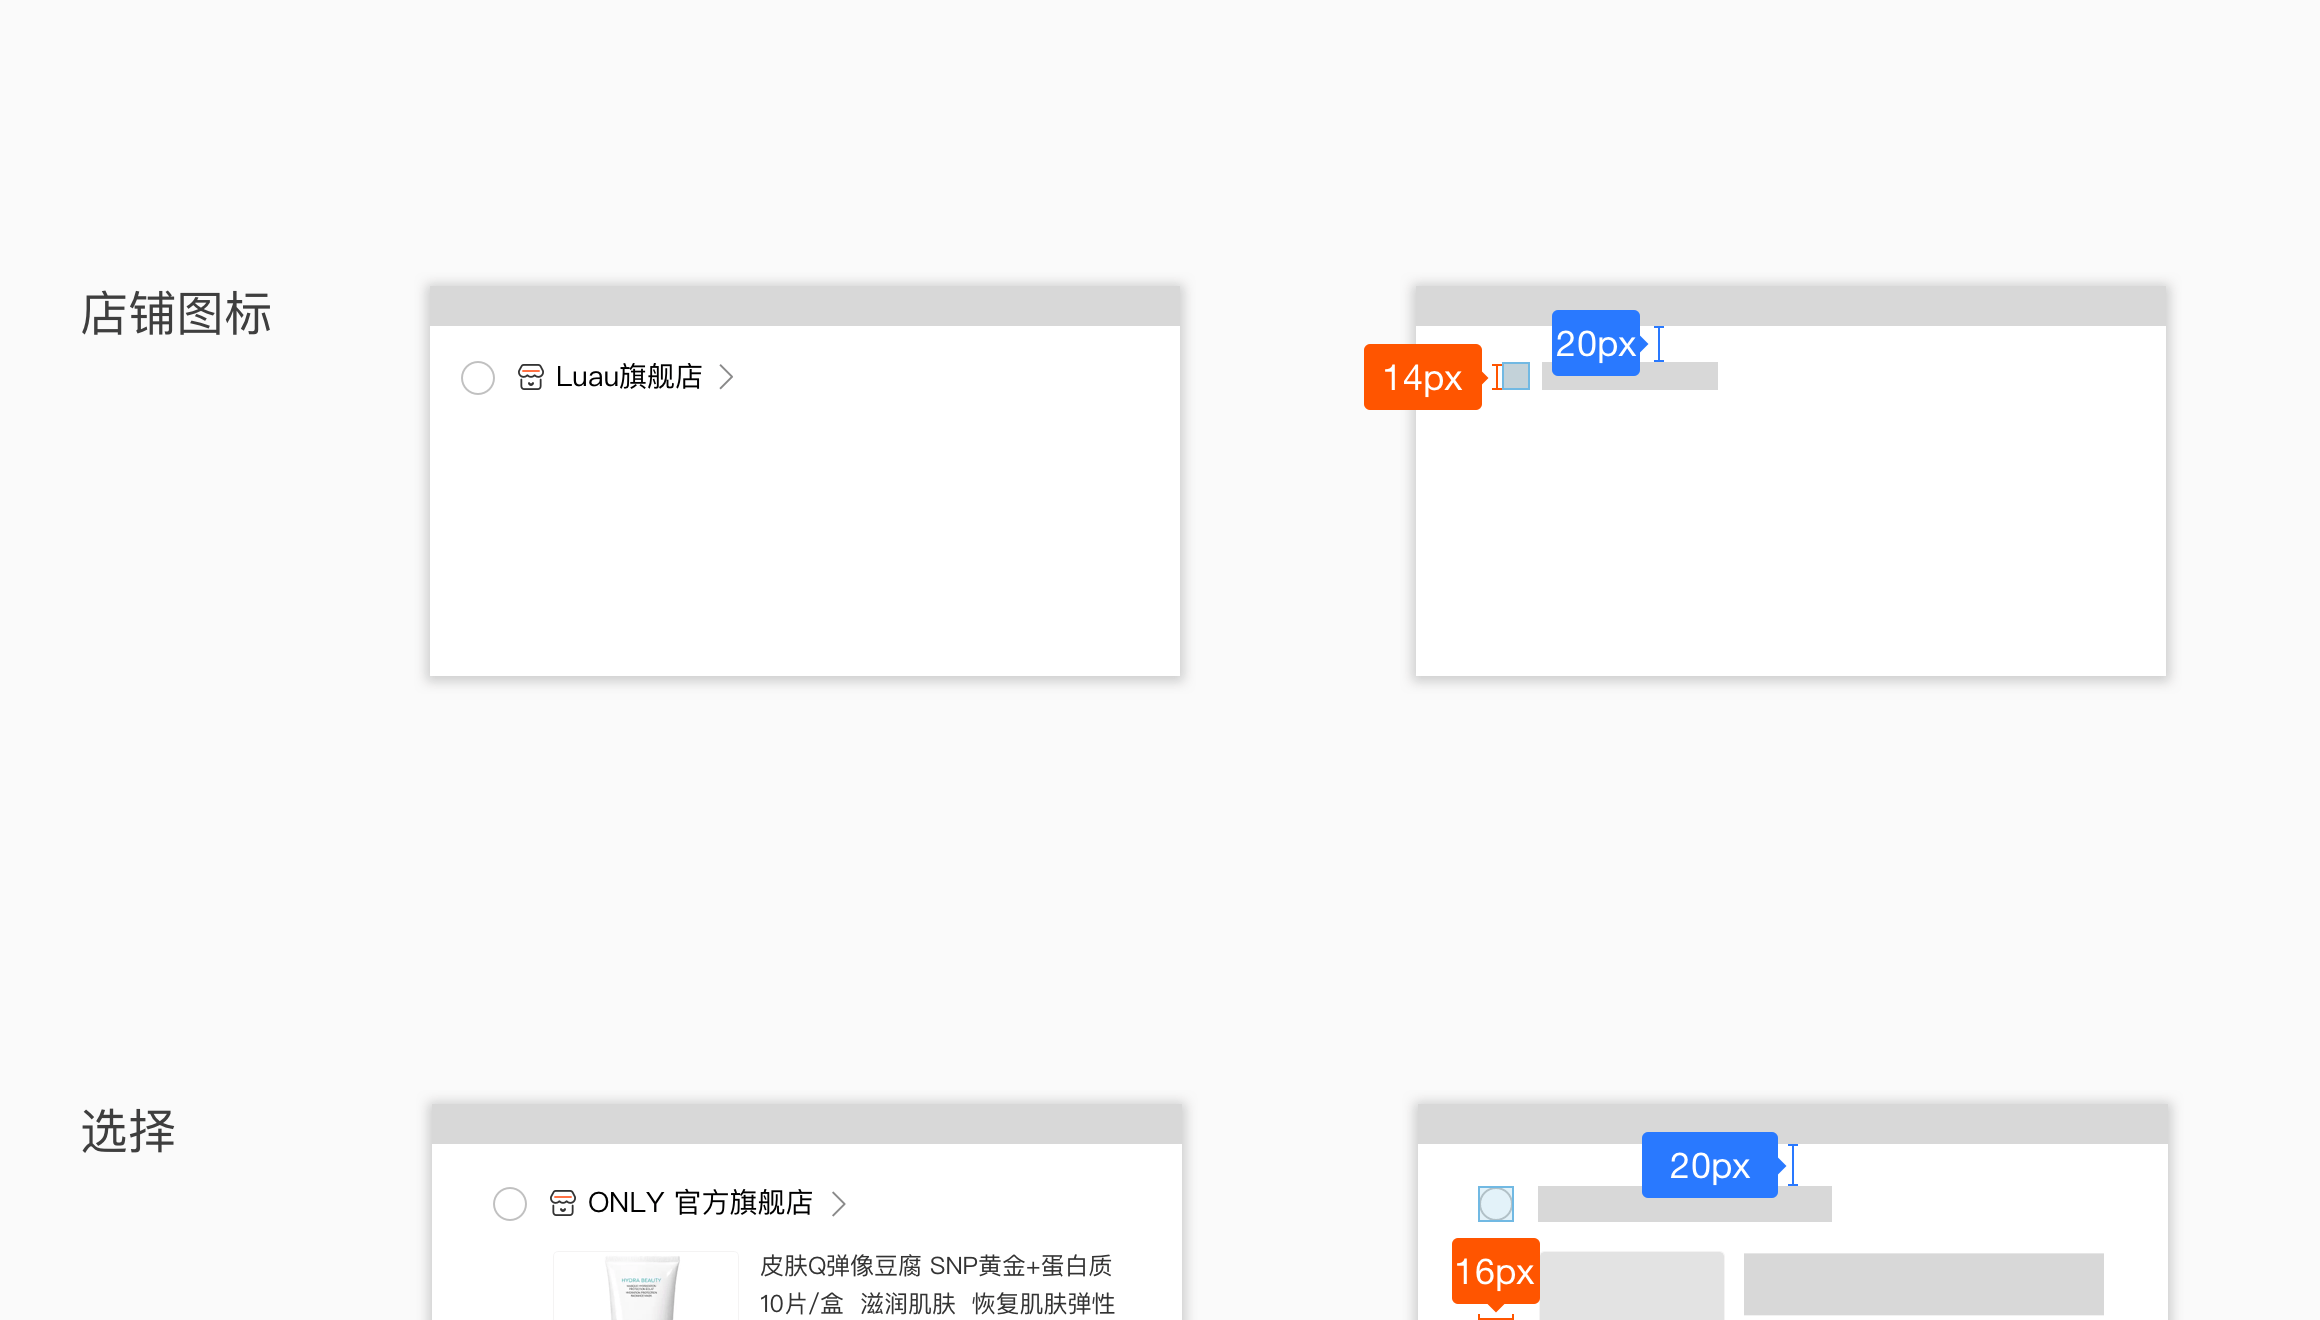 店铺图标
Luau旗舰店
20px
14px
选择
20px
ONLY 官方旗舰店
16px
皮肤Q弹像豆腐 SNP黄金+蛋白质
10片/盒 滋润肌肤 恢复肌肤弹性
HYDRA BEAUTY